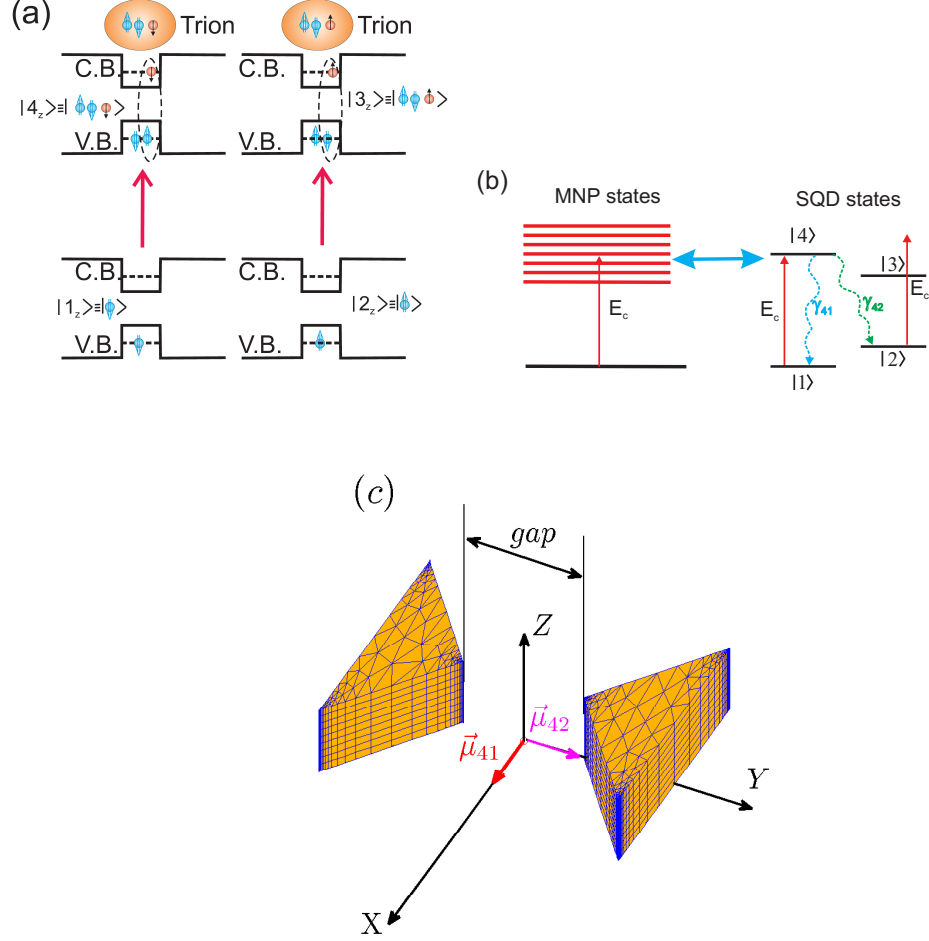 (a)
Trion
Trion
C.B.
C.B.
|4z>≡| >
|3z>≡| >
V.B.
V.B.
C.B.
C.B.
|1z>≡| >
|2z>≡| >
V.B.
V.B.
(b)
MNP states
SQD states
|4⟩
|3⟩
Ec
Ec
γ41
γ42
Ec
|2⟩
|1⟩
(c)
gap
Z
μ⃗42
μ⃗41
Y
X